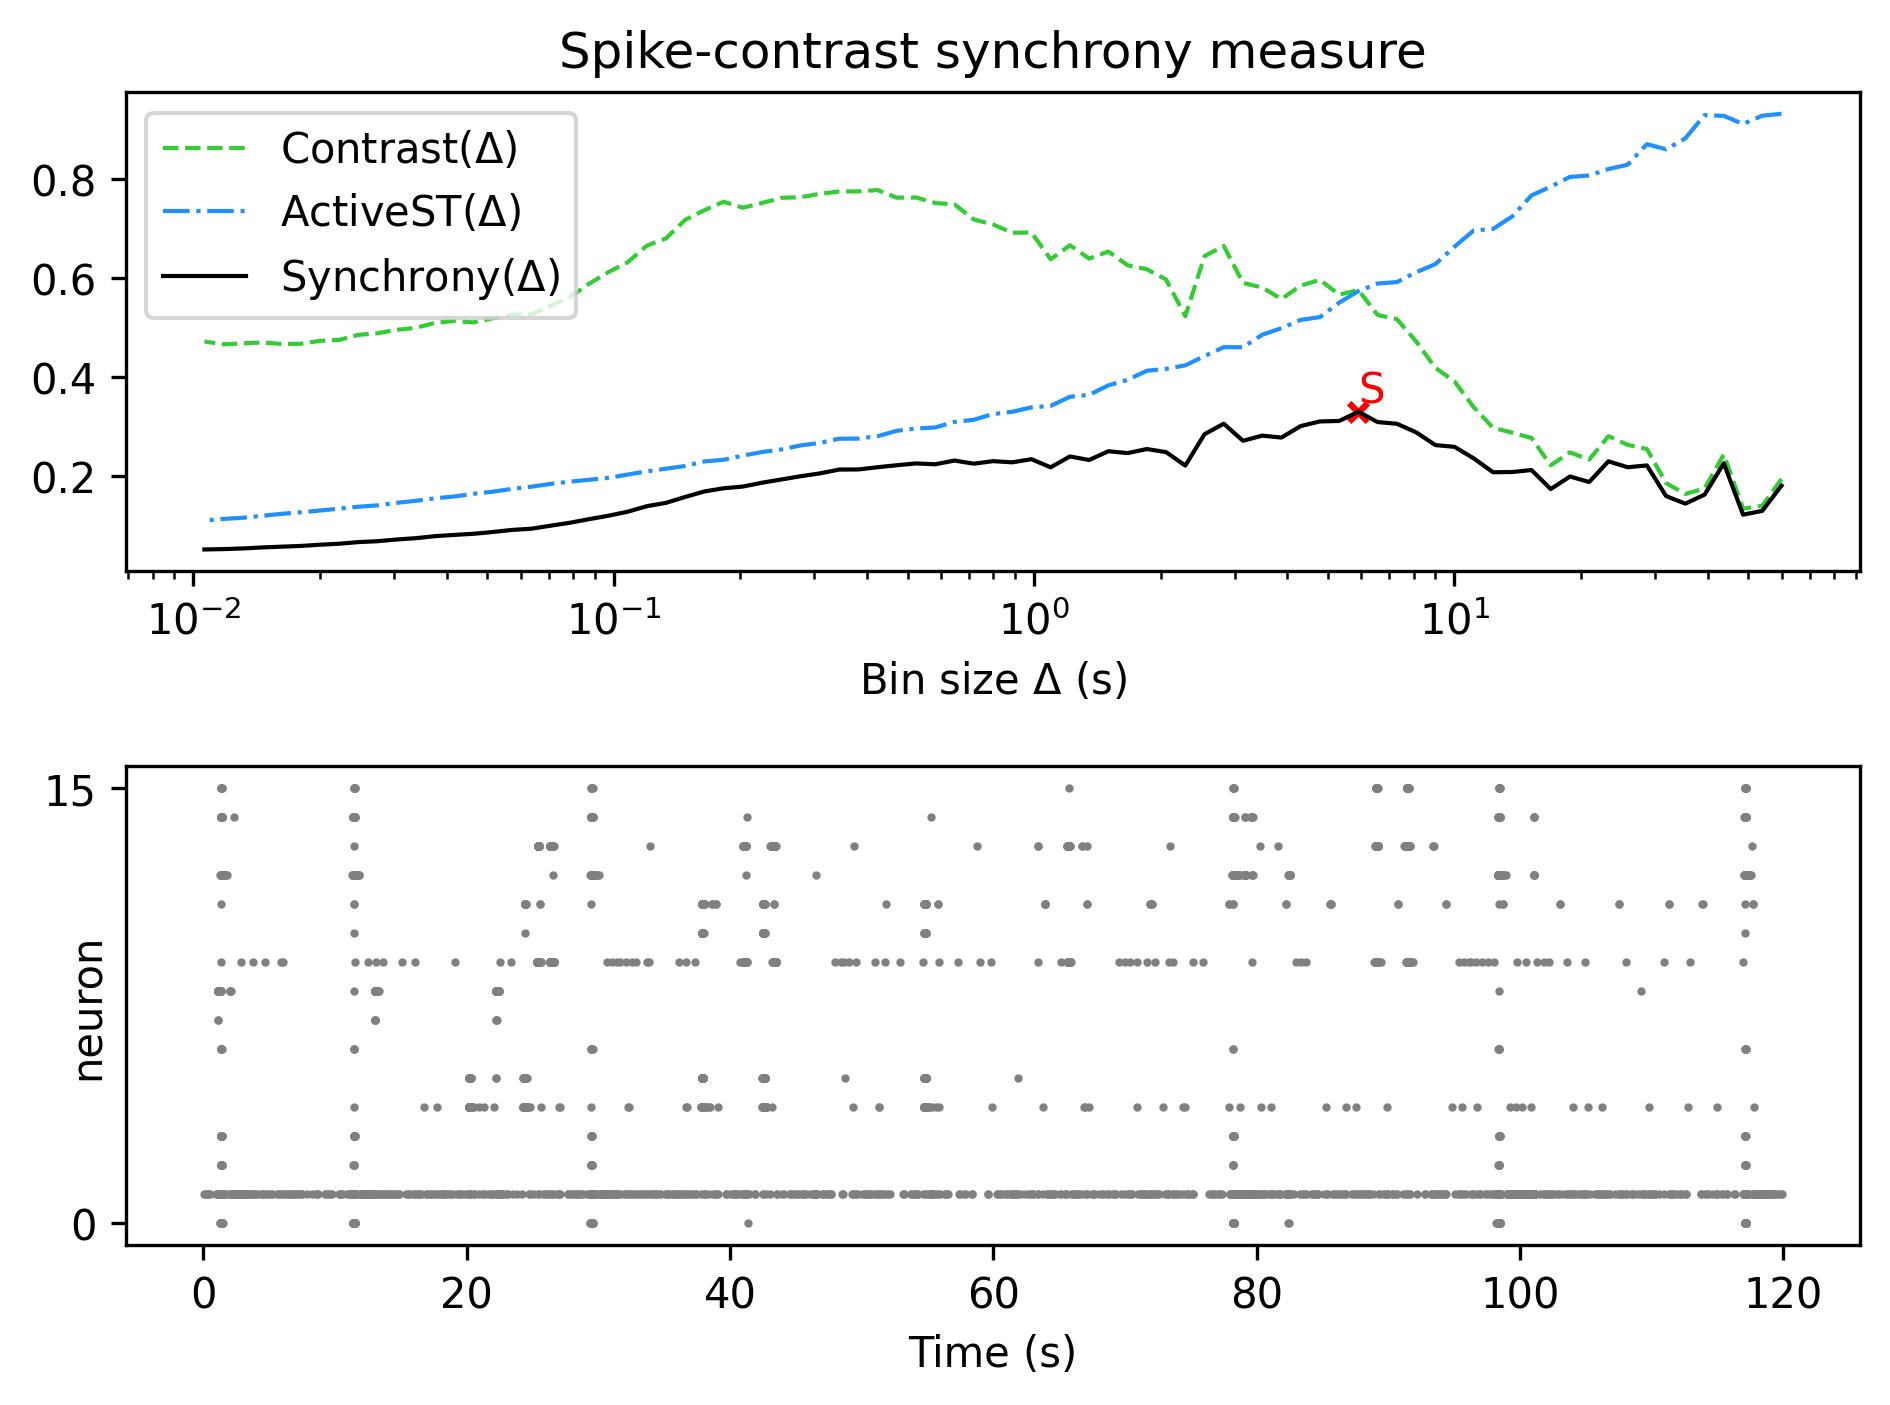 Spike-contrast synchrony measure
Contrast(Δ)
ActiveST(Δ)
Synchrony(Δ)
0.8
0.6
0.4
0.2
S
10⁻² 10⁻¹ 10⁰ 10¹
Bin size Δ (s)
15
neuron
0
0 20 40 60 80 100 120
Time (s)